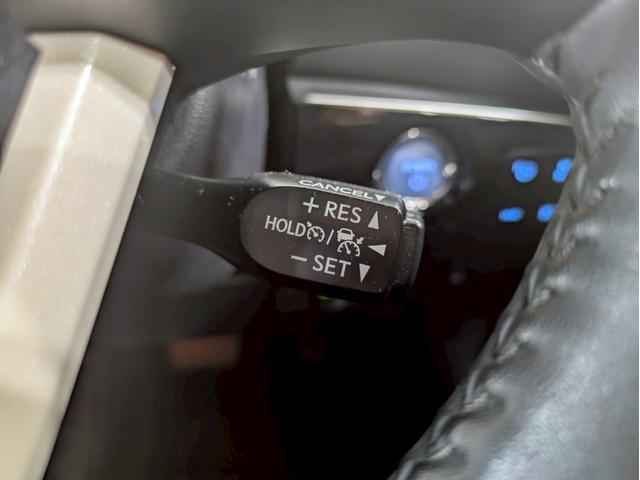 CANCEL
+ RES
HOLD /
− SET